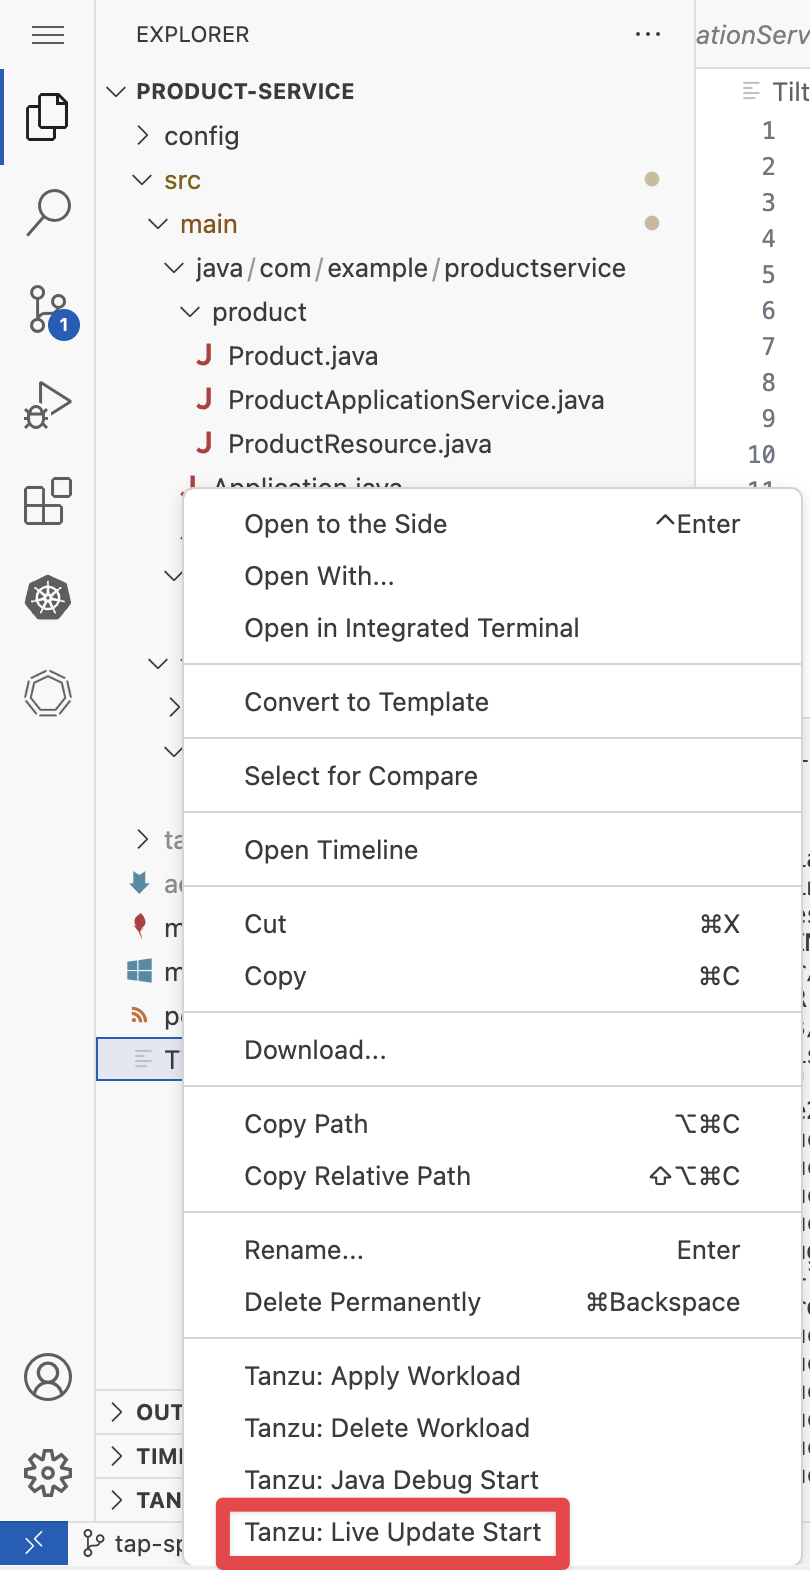 EXPLORER ...
ationServ
PRODUCT-SERVICE
Tilt
config
src
main
java/com/example/productservice
product
J Product.java
J ProductApplicationService.java
J ProductResource.java
Application.java
1
2
3
4
5
6
7
8
9
10
11
1
Open to the Side ^Enter
Open With...
Open in Integrated Terminal
Convert to Template
Select for Compare
Open Timeline
Cut ⌘X
Copy ⌘C
Download...
Copy Path ⌥⌘C
Copy Relative Path ⇧⌥⌘C
Rename... Enter
Delete Permanently ⌘Backspace
Tanzu: Apply Workload
Tanzu: Delete Workload
Tanzu: Java Debug Start
Tanzu: Live Update Start
ta
m
m
T
OUT
TIM
TAN
tap-sp